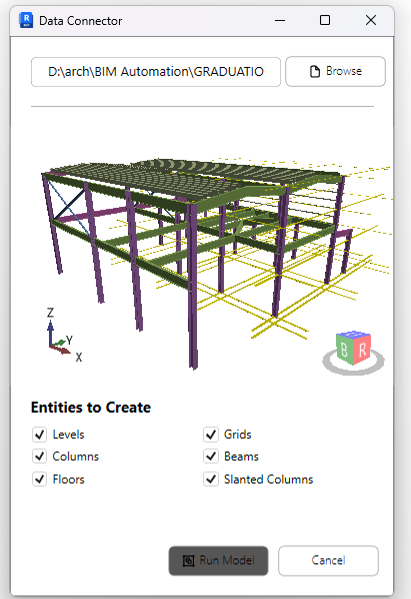 Data Connector
D:\arch\BIM Automation\GRADUATIO
Browse
Z
Y
X
B R
Entities to Create
Levels
Grids
Columns
Beams
Floors
Slanted Columns
Run Model
Cancel